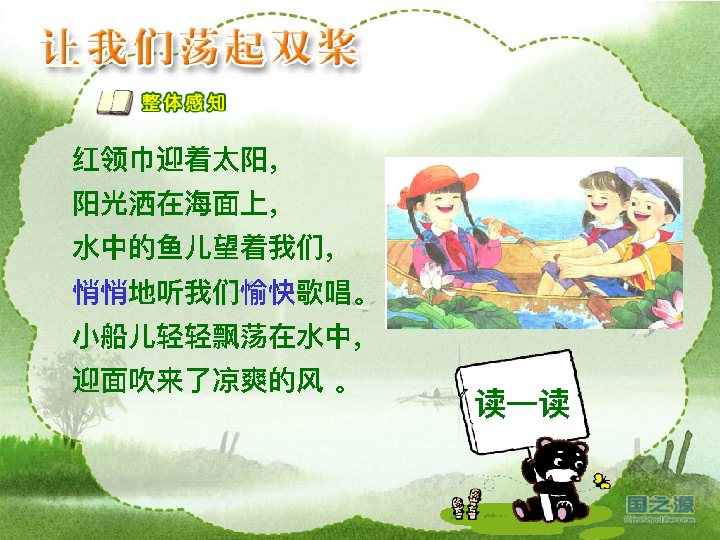 让我们荡起双桨
整体感知
红领巾迎着太阳,
阳光洒在海面上,
水中的鱼儿望着我们,
悄悄地听我们愉快歌唱。
小船儿轻轻飘荡在水中,
迎面吹来了凉爽的风 。
读一读
国之源